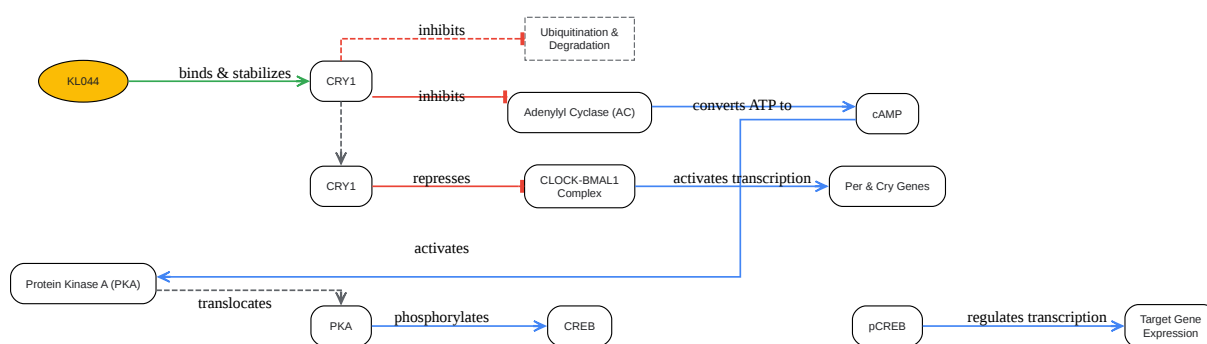 inhibits
Ubiquitination &
Degradation
KL044
binds & stabilizes
CRY1
inhibits
Adenylyl Cyclase (AC)
converts ATP to
cAMP
CRY1
represses
CLOCK-BMAL1
Complex
activates transcription
Per & Cry Genes
activates
Protein Kinase A (PKA)
translocates
PKA
phosphorylates
CREB
pCREB
regulates transcription
Target Gene
Expression